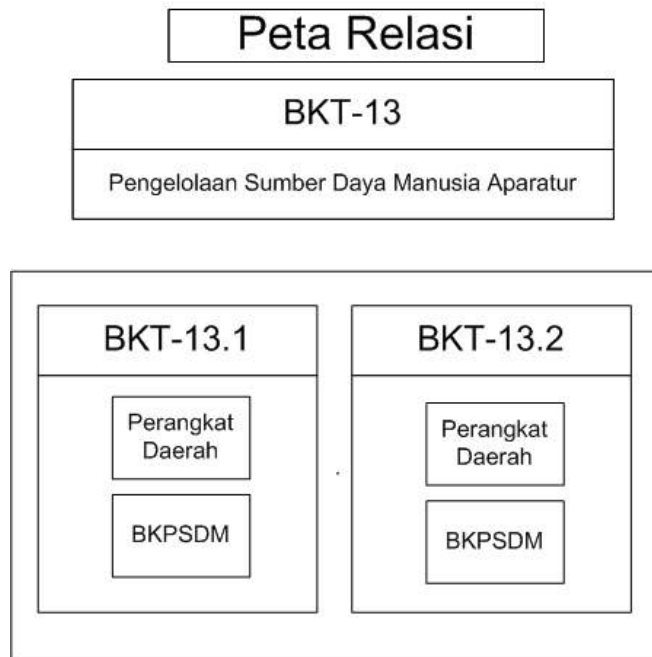 Peta Relasi
BKT-13
Pengelolaan Sumber Daya Manusia Aparatur
BKT-13.1
Perangkat
Daerah
BKPSDM
BKT-13.2
Perangkat
Daerah
BKPSDM